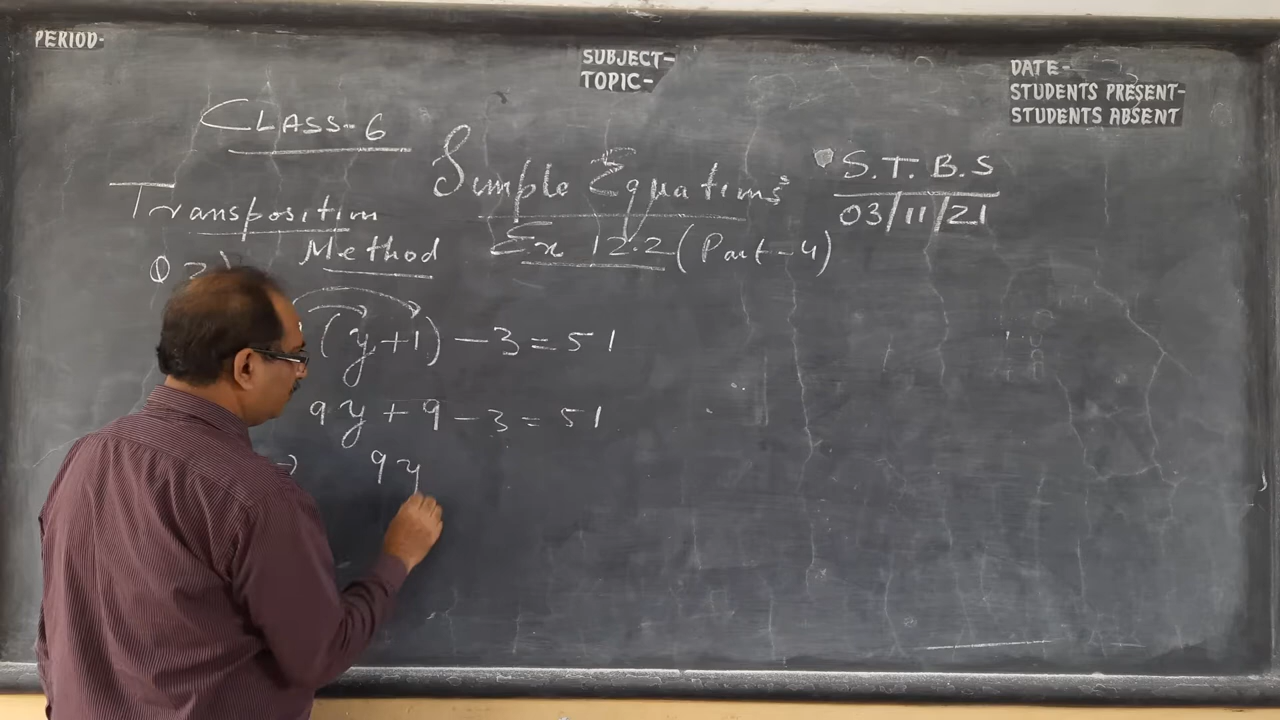 PERIOD-
SUBJECT-
TOPIC-
DATE-
STUDENTS PRESENT-
STUDENTS ABSENT
CLASS-6
Simple Equations
S.T.B.S
03/11/21
Transposition
Method
Ex 12.2 (Part-4)
(y+1) - 3 = 51
9y + 9 - 3 = 51
→ 9y